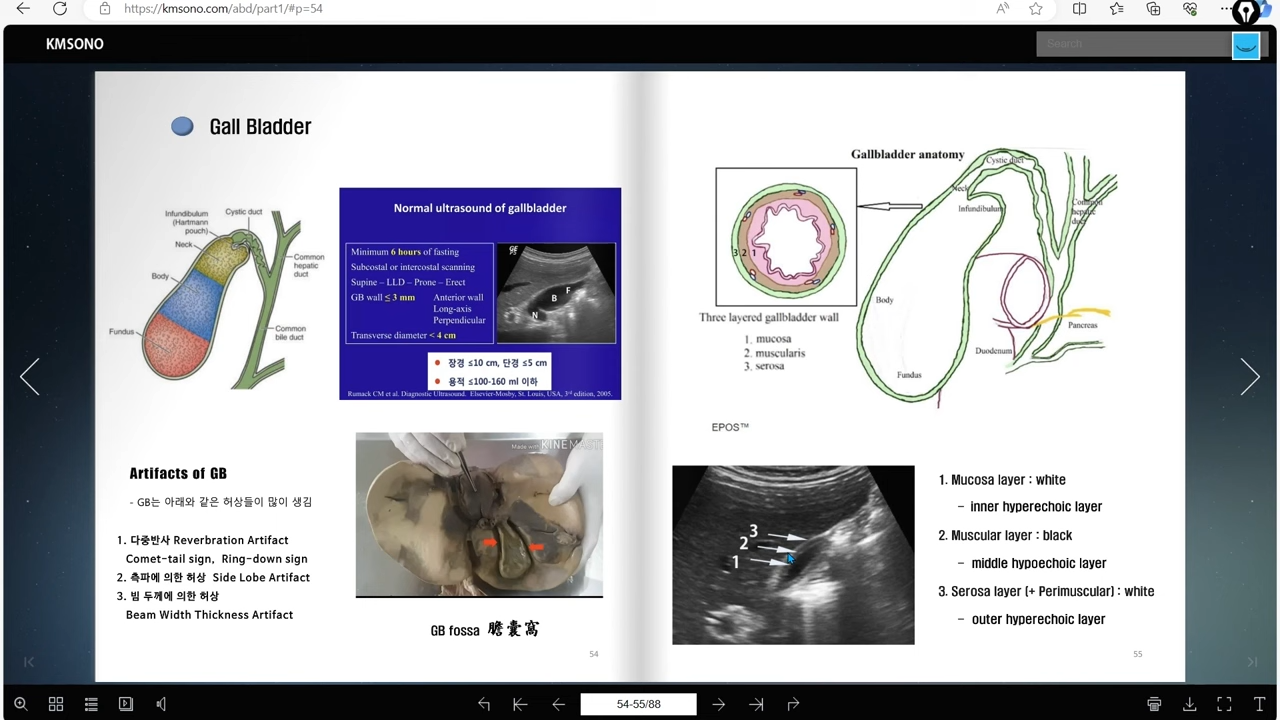 https://kmsono.com/abd/part1/#p=54
KMSONO
Search
Gall Bladder
Infundibulum
(Hartmann
pouch)
Cystic duct
Neck
Body
Common
hepatic
duct
Fundus
Common
bile duct
Normal ultrasound of gallbladder
Minimum 6 hours of fasting
Subcostal or intercostal scanning
Supine – LLD – Prone – Erect
GB wall ≤ 3 mm
Anterior wall
Long-axis
Perpendicular
Transverse diameter < 4 cm
F
B
N
• 장경 ≤10 cm, 단경 ≤5 cm
• 용적 ≤100-160 ml 이하
Rumack CM et al. Diagnostic Ultrasound. Elsevier-Mosby, St. Louis, USA, 3rd edition, 2005.
Artifacts of GB
- GB는 아래와 같은 허상들이 많이 생김
1. 다중반사 Reverbration Artifact
Comet-tail sign, Ring-down sign
2. 측파에 의한 허상 Side Lobe Artifact
3. 빔 두께에 의한 허상
Beam Width Thickness Artifact
Made with KINEMAST
GB fossa 膽囊窩
54
Gallbladder anatomy
Cystic duct
Neck
Infundibulum
Common
hepatic
duct
3 2 1
Body
Three layered gallbladder wall
1. mucosa
2. muscularis
3. serosa
Pancreas
Duodenum
Fundus
EPOS™
3
2
1
1. Mucosa layer : white
– inner hyperechoic layer
2. Muscular layer : black
– middle hypoechoic layer
3. Serosa layer (+ Perimuscular) : white
– outer hyperechoic layer
55
54-55/88